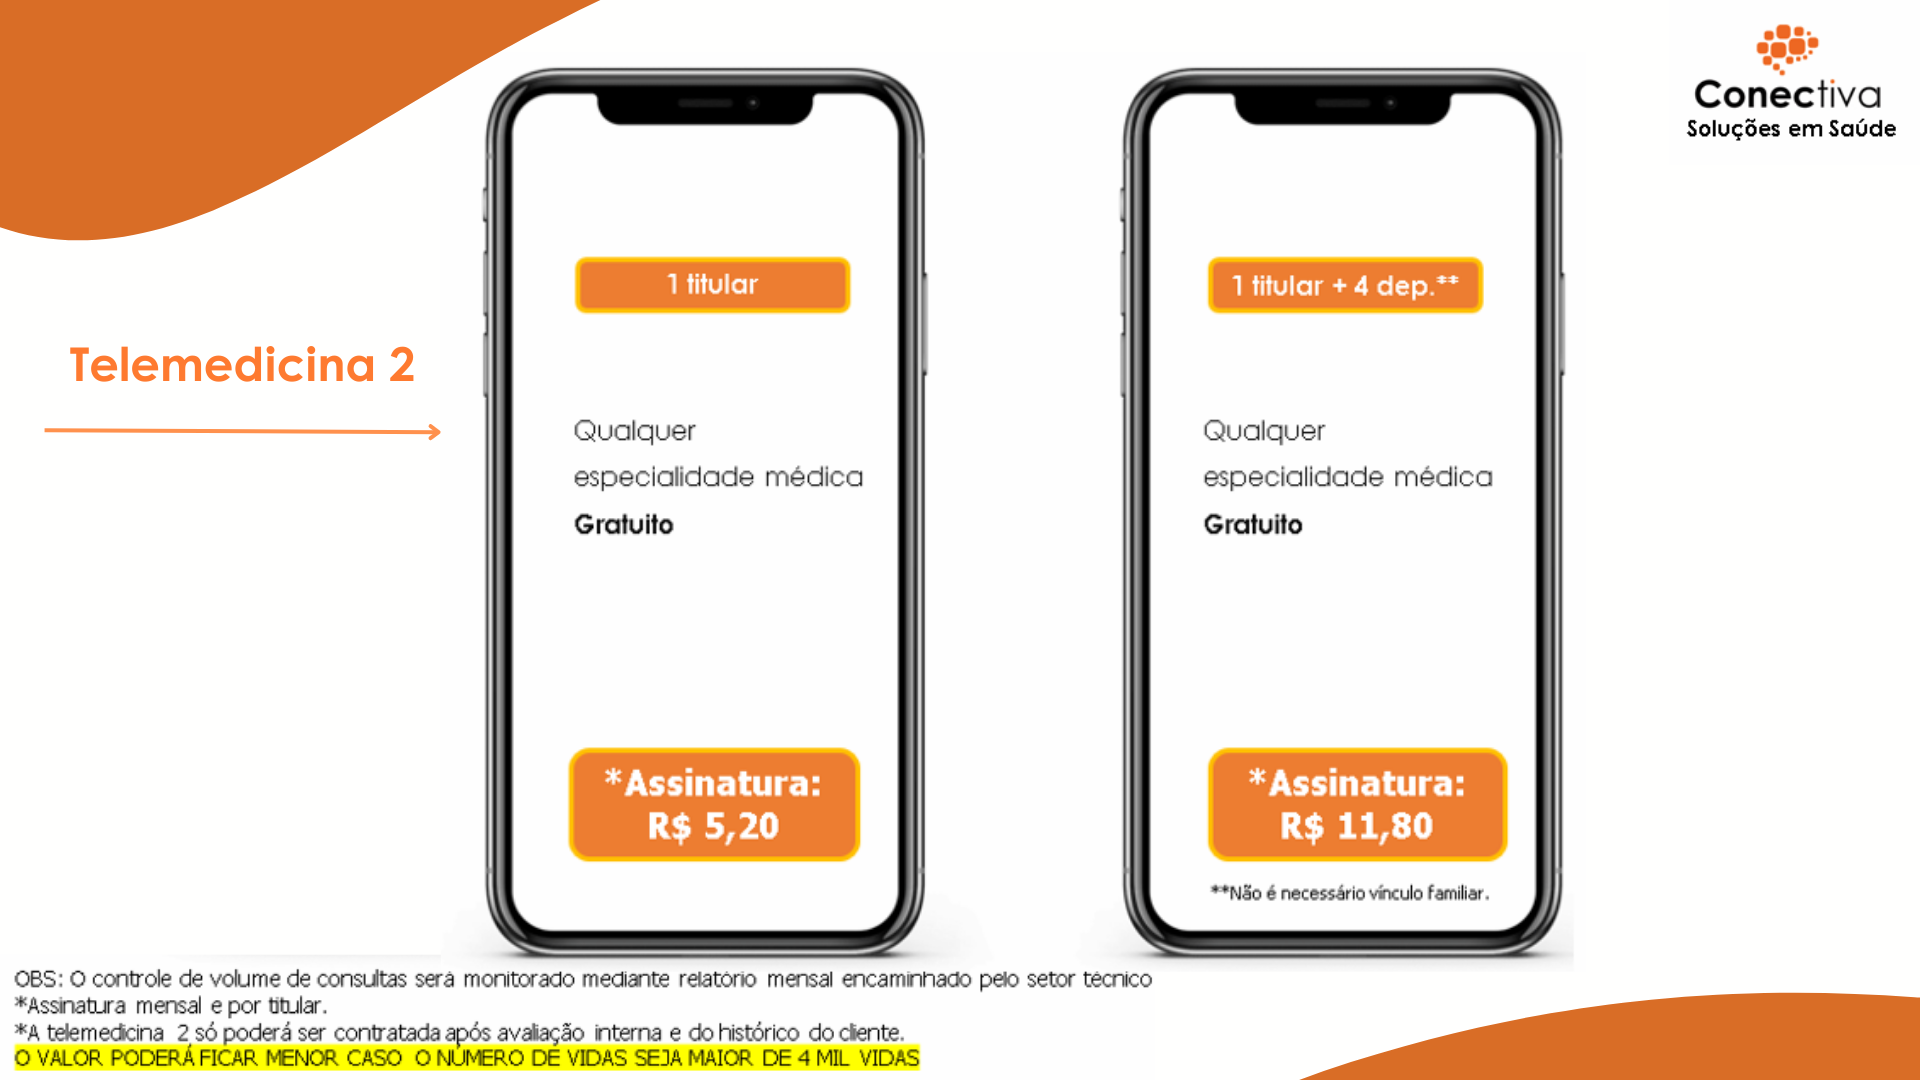 Conectiva
Soluções em Saúde
Telemedicina 2
1 titular
Qualquer
especialidade médica
Gratuito
*Assinatura:
R$ 5,20
1 titular + 4 dep.**
Qualquer
especialidade médica
Gratuito
*Assinatura:
R$ 11,80
**Não é necessário vínculo familiar.
OBS: O controle de volume de consultas será monitorado mediante relatório mensal encaminhado pelo setor técnico
*Assinatura mensal e por titular.
*A telemedicina 2 só poderá ser contratada após avaliação interna e do histórico do cliente.
O VALOR PODERÁ FICAR MENOR CASO O NÚMERO DE VIDAS SEJA MAIOR DE 4 MIL VIDAS